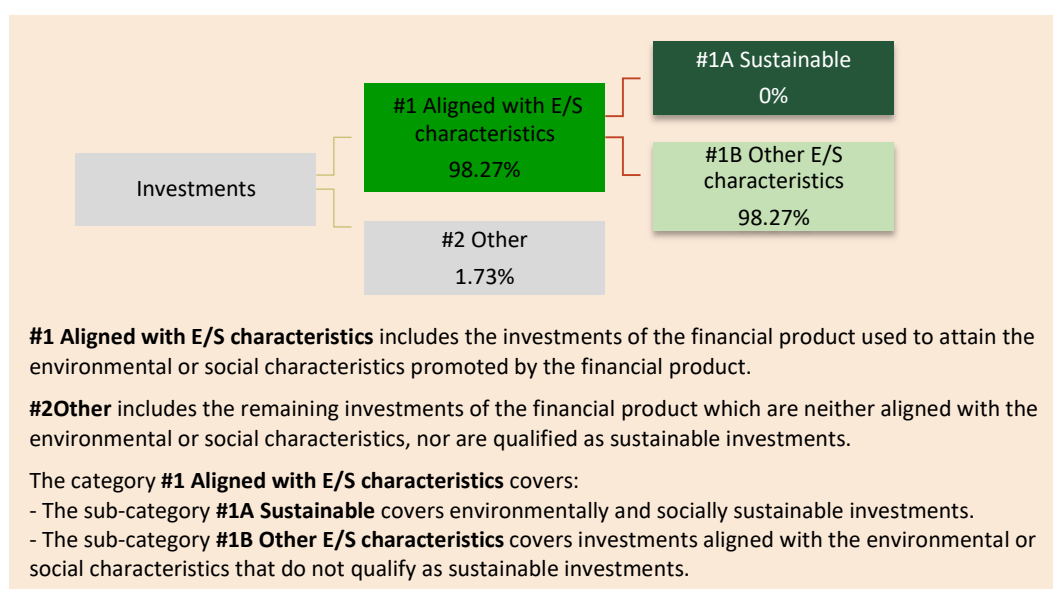 #1A Sustainable
0%
#1 Aligned with E/S
characteristics
98.27%
#1B Other E/S
characteristics
98.27%
Investments
#2 Other
1.73%
#1 Aligned with E/S characteristics includes the investments of the financial product used to attain the
environmental or social characteristics promoted by the financial product.
#2Other includes the remaining investments of the financial product which are neither aligned with the
environmental or social characteristics, nor are qualified as sustainable investments.
The category #1 Aligned with E/S characteristics covers:
- The sub-category #1A Sustainable covers environmentally and socially sustainable investments.
- The sub-category #1B Other E/S characteristics covers investments aligned with the environmental or
social characteristics that do not qualify as sustainable investments.